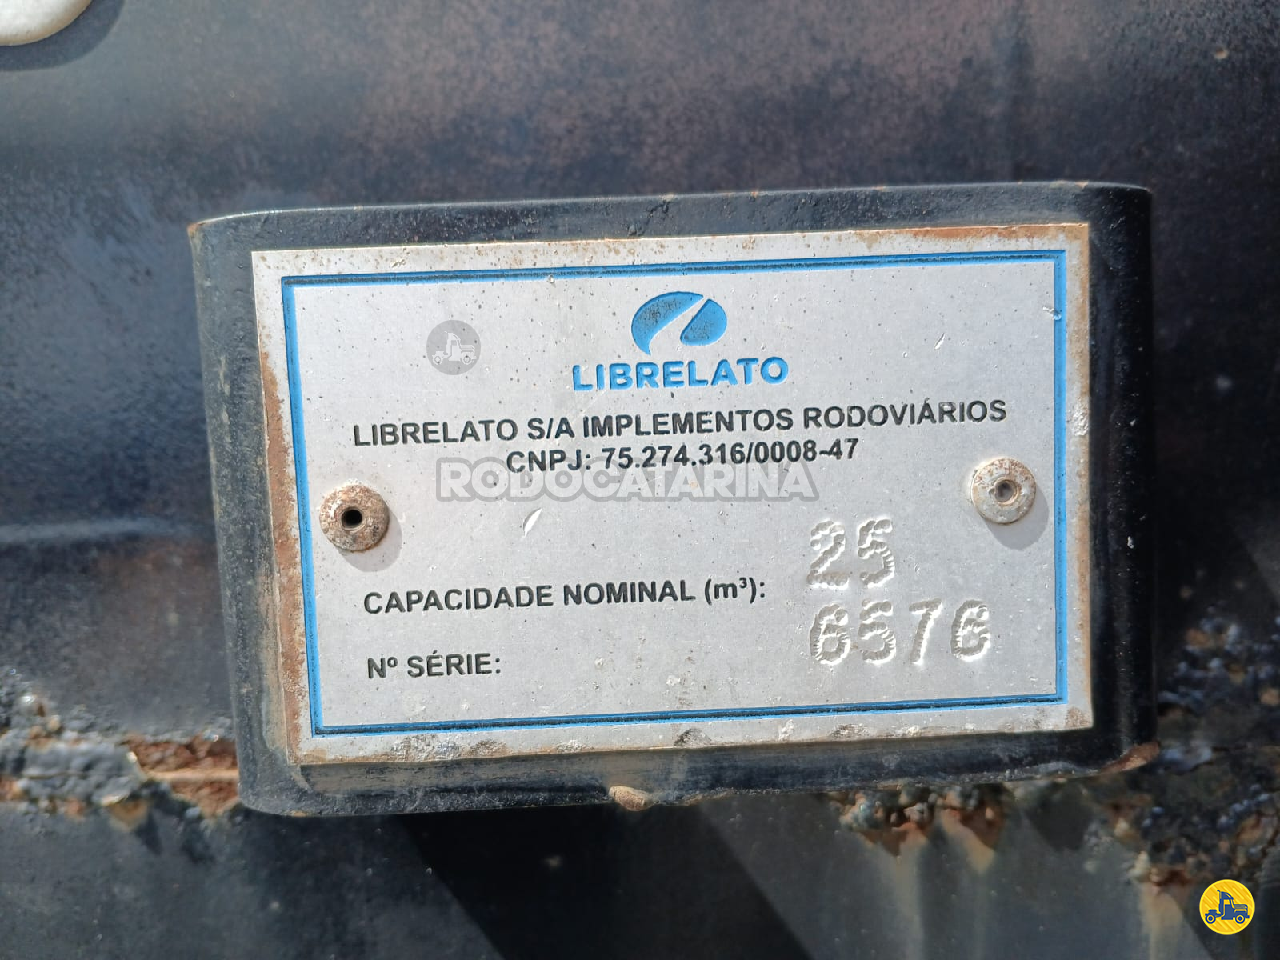 LIBRELATO
LIBRELATO S/A IMPLEMENTOS RODOVIÁRIOS
CNPJ: 75.274.316/0008-47
RODOCATARINA
CAPACIDADE NOMINAL (m³): 25
Nº SÉRIE: 6576